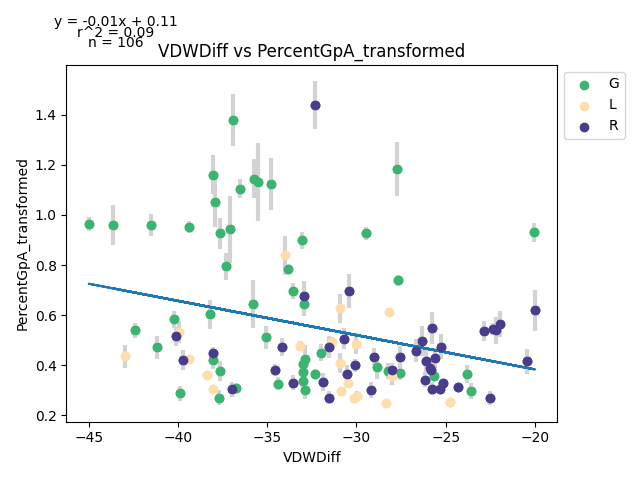 y = -0.01x + 0.11
r^2 = 0.09
n = 106
VDWDiff vs PercentGpA_transformed
G
L
R
PercentGpA_transformed
1.4
1.2
1.0
0.8
0.6
0.4
0.2
−45 −40 −35 −30 −25 −20
VDWDiff